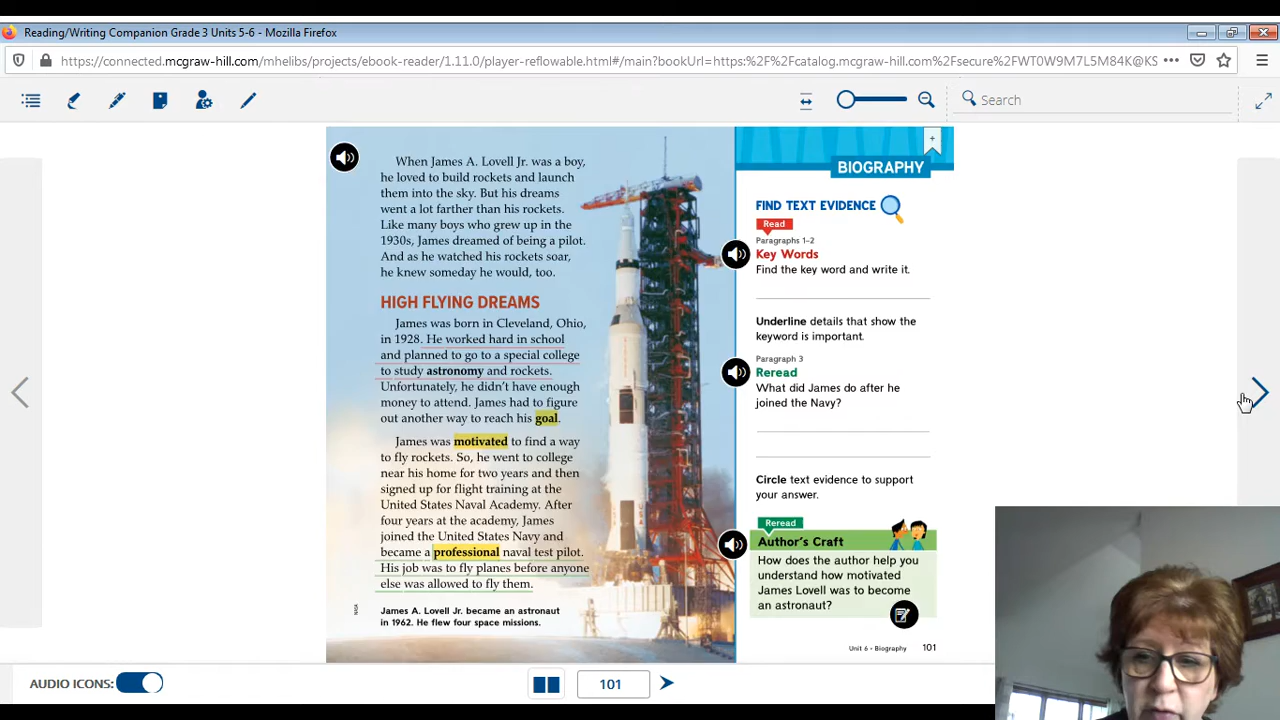 Reading/Writing Companion Grade 3 Units 5-6 - Mozilla Firefox
https://connected.mcgraw-hill.com/mhelibs/projects/ebook-reader/1.11.0/player-reflowable.html#/main?bookUrl=https:%2F%2Fcatalog.mcgraw-hill.com%2Fsecure%2FWT0W9M7L5M84K@KS
Search
When James A. Lovell Jr. was a boy,
he loved to build rockets and launch
them into the sky. But his dreams
went a lot farther than his rockets.
Like many boys who grew up in the
1930s, James dreamed of being a pilot.
And as he watched his rockets soar,
he knew someday he would, too.
HIGH FLYING DREAMS
James was born in Cleveland, Ohio,
in 1928. He worked hard in school
and planned to go to a special college
to study astronomy and rockets.
Unfortunately, he didn't have enough
money to attend. James had to figure
out another way to reach his goal.
James was motivated to find a way
to fly rockets. So, he went to college
near his home for two years and then
signed up for flight training at the
United States Naval Academy. After
four years at the academy, James
joined the United States Navy and
became a professional naval test pilot.
His job was to fly planes before anyone
else was allowed to fly them.
James A. Lovell Jr. became an astronaut
in 1962. He flew four space missions.
NASA
BIOGRAPHY
FIND TEXT EVIDENCE
Read
Paragraphs 1-2
Key Words
Find the key word and write it.
Underline details that show the
keyword is important.
Paragraph 3
Reread
What did James do after he
joined the Navy?
Circle text evidence to support
your answer.
Reread
Author's Craft
How does the author help you
understand how motivated
James Lovell was to become
an astronaut?
Unit 6 • Biography 101
AUDIO ICONS:
101